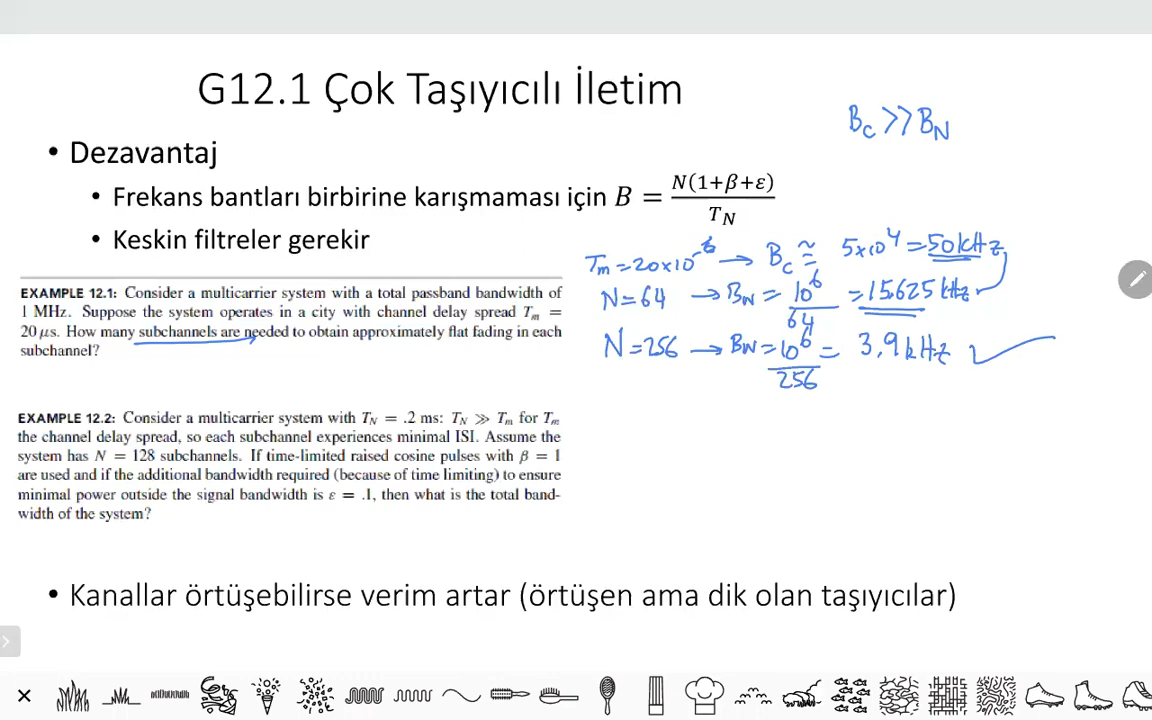 G12.1 Çok Taşıyıcılı İletim
B_C >> B_N
• Dezavantaj
• Frekans bantları birbirine karışmaması için B = N(1+β+ε) / T_N
• Keskin filtreler gerekir
T_m = 20x10^-6 → B_C ≅ 5x10^4 = 50kHz
N=64 → B_N = 10^6 / 64 = 15.625 kHz
N=256 → B_N = 10^6 / 256 = 3,9 kHz ✓
EXAMPLE 12.1: Consider a multicarrier system with a total passband bandwidth of
1 MHz. Suppose the system operates in a city with channel delay spread T_m =
20 μs. How many subchannels are needed to obtain approximately flat fading in each
subchannel?
EXAMPLE 12.2: Consider a multicarrier system with T_N = .2 ms: T_N ≫ T_m for T_m
the channel delay spread, so each subchannel experiences minimal ISI. Assume the
system has N = 128 subchannels. If time-limited raised cosine pulses with β = 1
are used and if the additional bandwidth required (because of time limiting) to ensure
minimal power outside the signal bandwidth is ε = .1, then what is the total band-
width of the system?
• Kanallar örtüşebilirse verim artar (örtüşen ama dik olan taşıyıcılar)